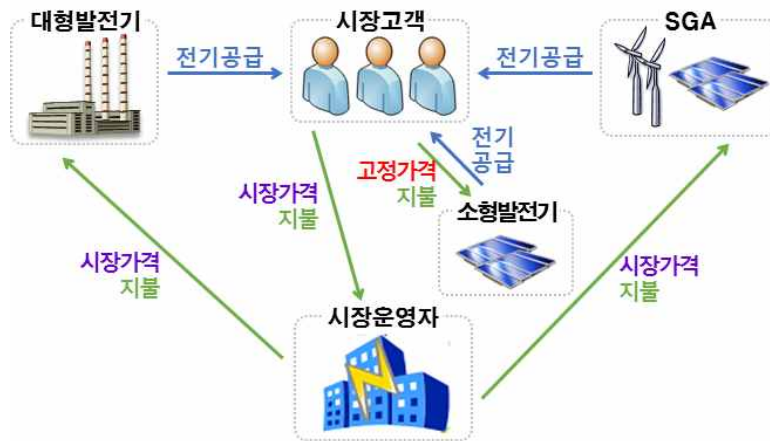 대형발전기
시장고객
SGA
전기공급
전기공급
전기
공급
고정가격
지불
시장가격
지불
소형발전기
시장가격
지불
시장가격
지불
시장운영자